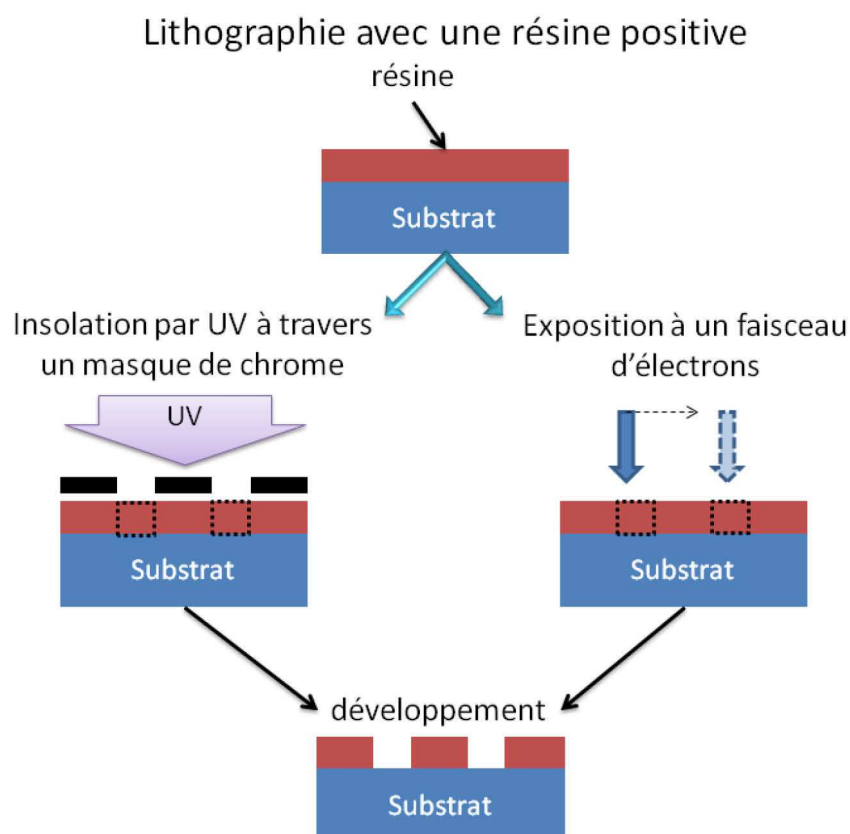 Lithographie avec une résine positive
résine
Substrat
Insolation par UV à travers
un masque de chrome
UV
Substrat
Exposition à un faisceau
d'électrons
Substrat
développement
Substrat